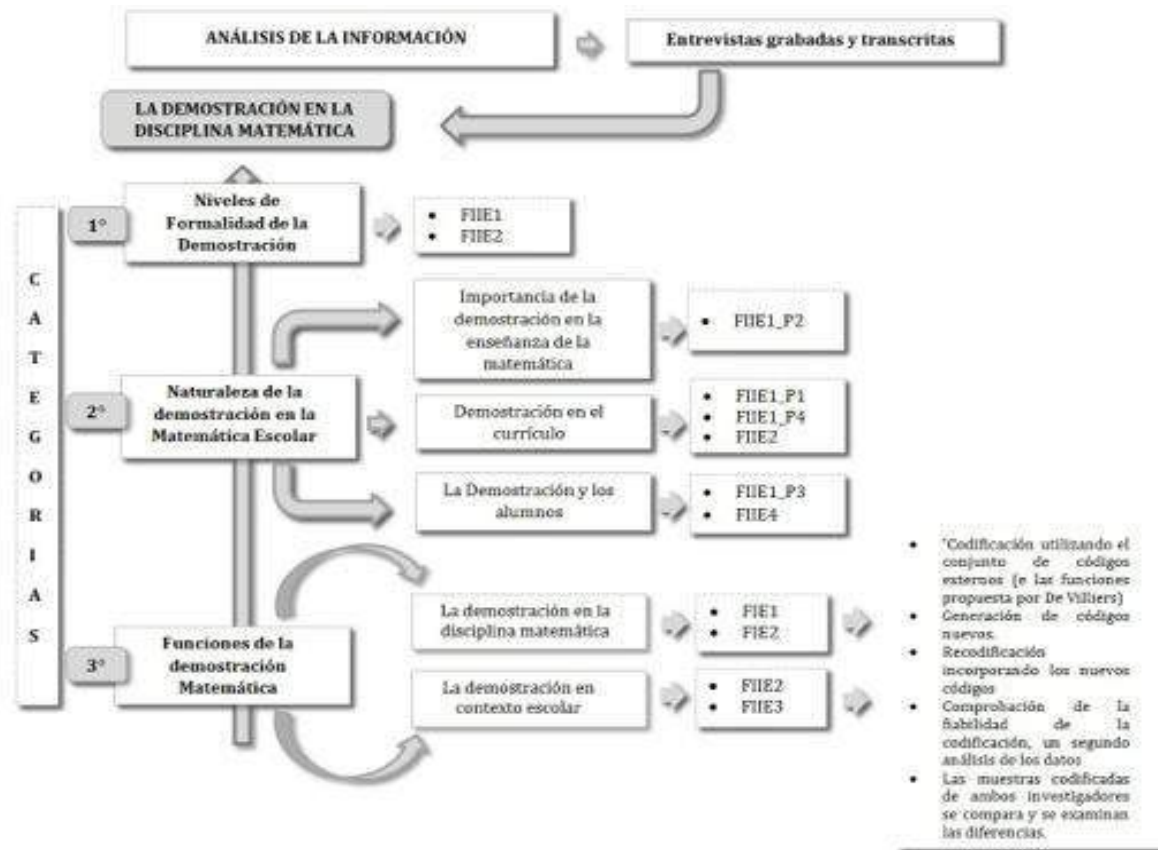 ANÁLISIS DE LA INFORMACIÓN
Entrevistas grabadas y transcritas
LA DEMOSTRACIÓN EN LA
DISCIPLINA MATEMÁTICA
CATEGORIAS
1°
Niveles de
Formalidad de la
Demostración
• FIIE1
• FIIE2
2°
Naturaleza de la
demostración en la
Matemática Escolar
Importancia de la
demostración en la
enseñanza de la
matemática
• FIIE1_P2
Demostración en el
currículo
• FIIE1_P1
• FIIE1_P4
• FIIE2
La Demostración y los
alumnos
• FIIE1_P3
• FIIE4
3°
Funciones de la
demostración
Matemática
La demostración en la
disciplina matemática
• FIE1
• FIE2
La demostración en
contexto escolar
• FIIE2
• FIIE3
• "Codificación utilizando el
conjunto de códigos
externos (e las funciones
propuesta por De Villiers)
• Generación de códigos
nuevos.
• Recodificación
incorporando los nuevos
códigos
• Comprobación de la
fiabilidad de la
codificación, un segundo
análisis de los datos
• Las muestras codificadas
de ambos investigadores
se compara y se examinan
las diferencias.